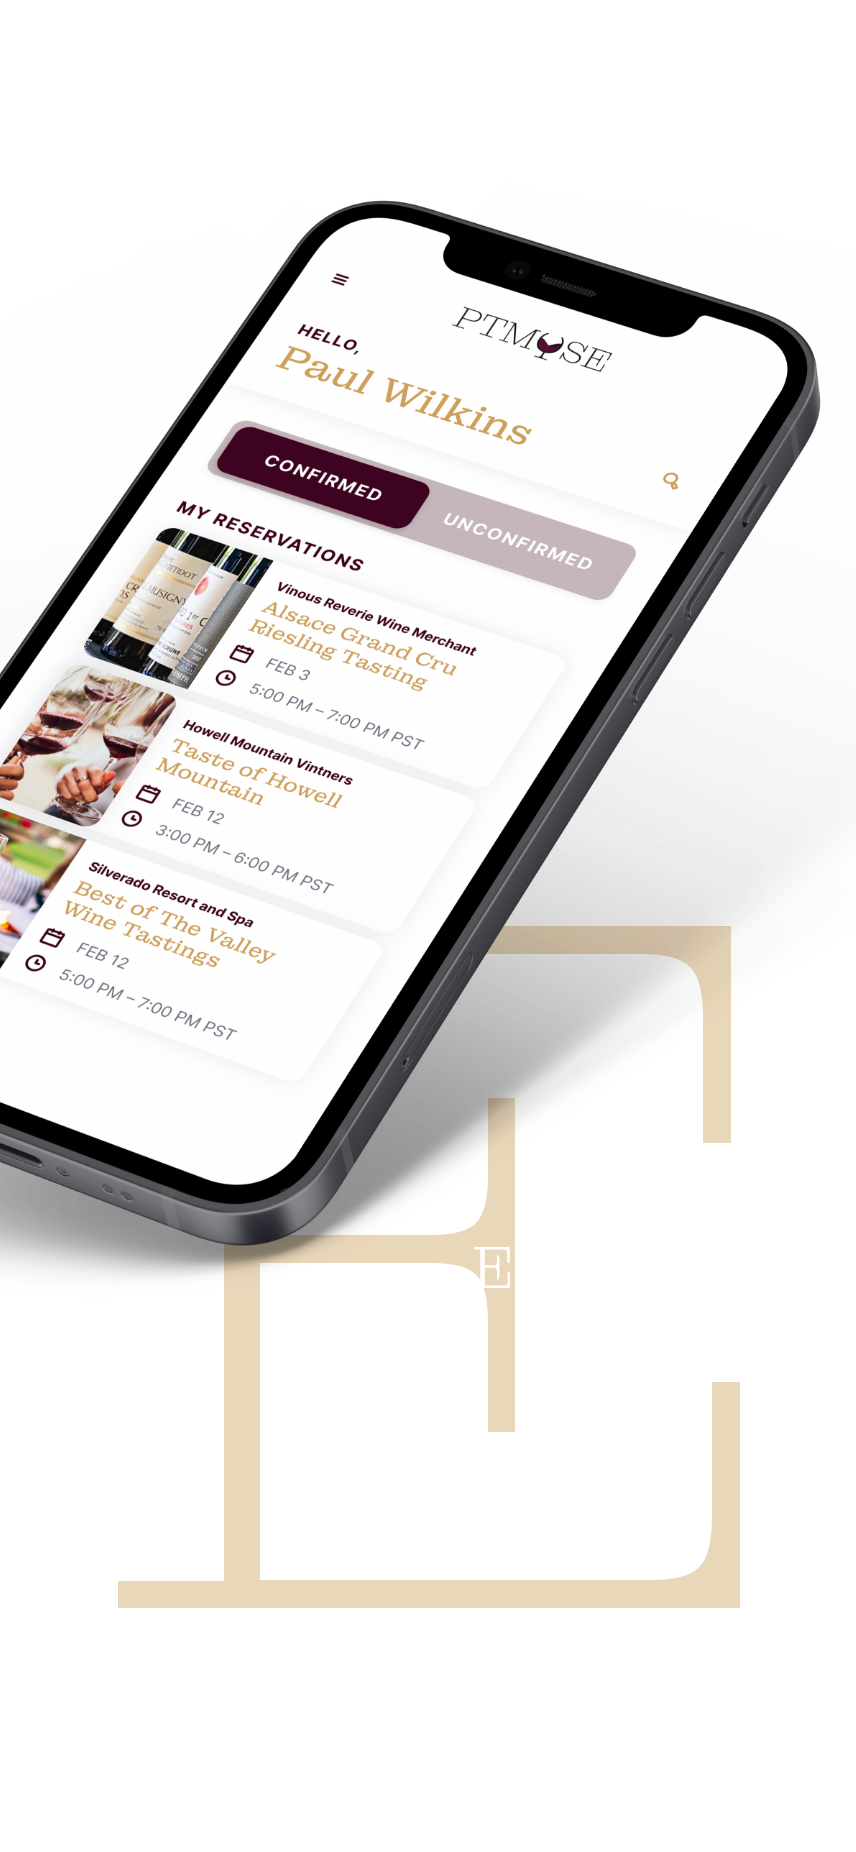 PTMYSE
HELLO,
Paul Wilkins
CONFIRMED
UNCONFIRMED
MY RESERVATIONS
Vinous Reverie Wine Merchant
Alsace Grand Cru
Riesling Tasting
FEB 3
5:00 PM – 7:00 PM PST
Howell Mountain Vintners
Taste of Howell
Mountain
FEB 12
3:00 PM – 6:00 PM PST
Silverado Resort and Spa
Best of The Valley
Wine Tastings
FEB 12
5:00 PM – 7:00 PM PST
E
E